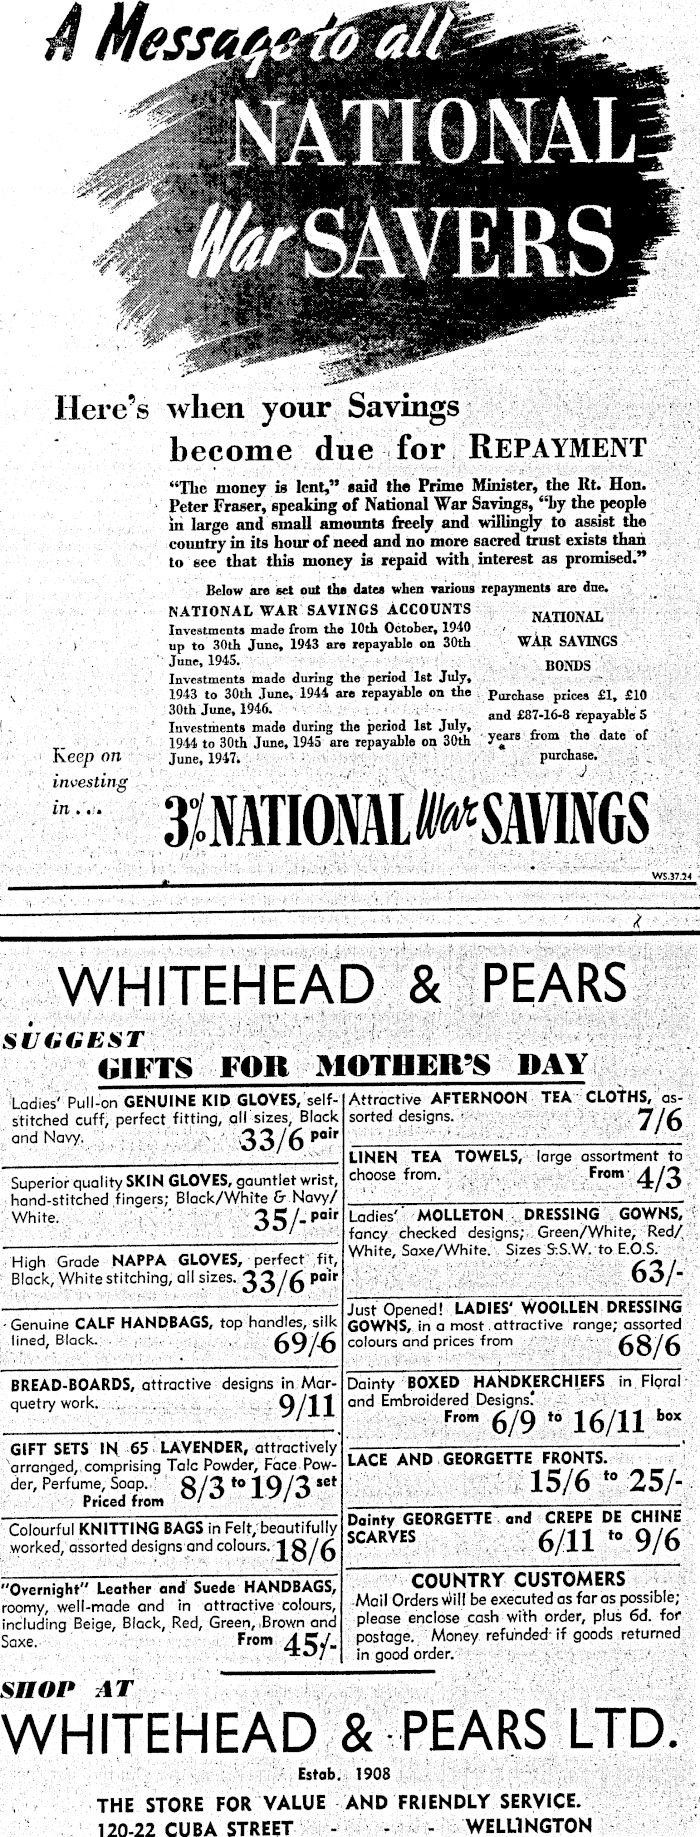 A Message to all
NATIONAL
War SAVERS
Here's when your Savings
become due for REPAYMENT
"The money is lent," said the Prime Minister, the Rt. Hon.
Peter Fraser, speaking of National War Savings, "by the people
in large and small amounts freely and willingly to assist the
country in its hour of need and no more sacred trust exists than
to see that this money is repaid with interest as promised."
Below are set out the dates when various repayments are due.
NATIONAL WAR SAVINGS ACCOUNTS
Investments made from the 10th October, 1940
up to 30th June, 1943 are repayable on 30th
June, 1945.
Investments made during the period 1st July,
1943 to 30th June, 1944 are repayable on the
30th June, 1946.
Investments made during the period 1st July,
1944 to 30th June, 1945 are repayable on 30th
June, 1947.
NATIONAL
WAR SAVINGS
BONDS
Purchase prices £1, £10
and £87-16-8 repayable 5
years from the date of
purchase.
Keep on
investing
in . . .
3% NATIONAL War SAVINGS
WS.37.24
WHITEHEAD & PEARS
SUGGEST
GIFTS FOR MOTHER'S DAY
Ladies' Pull-on GENUINE KID GLOVES, self-
stitched cuff, perfect fitting, all sizes, Black
and Navy. 33/6 pair
Superior quality SKIN GLOVES, gauntlet wrist,
hand-stitched fingers; Black/White & Navy/
White. 35/- pair
High Grade NAPPA GLOVES, perfect fit,
Black, White stitching, all sizes. 33/6 pair
Genuine CALF HANDBAGS, top handles, silk
lined, Black. 69/6
BREAD-BOARDS, attractive designs in Mar-
quetry work. 9/11
GIFT SETS IN 65 LAVENDER, attractively
arranged, comprising Talc Powder, Face Pow-
der, Perfume, Soap.
Priced from 8/3 to 19/3 set
Colourful KNITTING BAGS in Felt, beautifully
worked, assorted designs and colours. 18/6
"Overnight" Leather and Suede HANDBAGS,
roomy, well-made and in attractive colours,
including Beige, Black, Red, Green, Brown and
Saxe. From 45/-
Attractive AFTERNOON TEA CLOTHS, as-
sorted designs. 7/6
LINEN TEA TOWELS, large assortment to
choose from. From 4/3
Ladies' MOLLETON DRESSING GOWNS,
fancy checked designs; Green/White, Red/
White, Saxe/White. Sizes S.S.W. to E.O.S.
63/-
Just Opened! LADIES' WOOLLEN DRESSING
GOWNS, in a most attractive range; assorted
colours and prices from 68/6
Dainty BOXED HANDKERCHIEFS in Floral
and Embroidered Designs.
From 6/9 to 16/11 box
LACE AND GEORGETTE FRONTS.
15/6 to 25/-
Dainty GEORGETTE and CREPE DE CHINE
SCARVES 6/11 to 9/6
COUNTRY CUSTOMERS
Mail Orders will be executed as far as possible;
please enclose cash with order, plus 6d. for
postage. Money refunded if goods returned
in good order.
SHOP AT
WHITEHEAD & PEARS LTD.
Estab. 1908
THE STORE FOR VALUE AND FRIENDLY SERVICE.
120-22 CUBA STREET - - - WELLINGTON